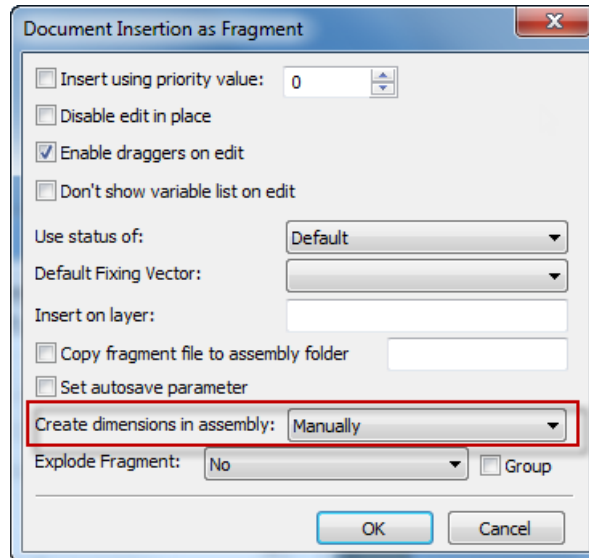 Document Insertion as Fragment
Insert using priority value: 0
Disable edit in place
Enable draggers on edit
Don't show variable list on edit
Use status of: Default
Default Fixing Vector:
Insert on layer:
Copy fragment file to assembly folder
Set autosave parameter
Create dimensions in assembly: Manually
Explode Fragment: No Group
OK Cancel